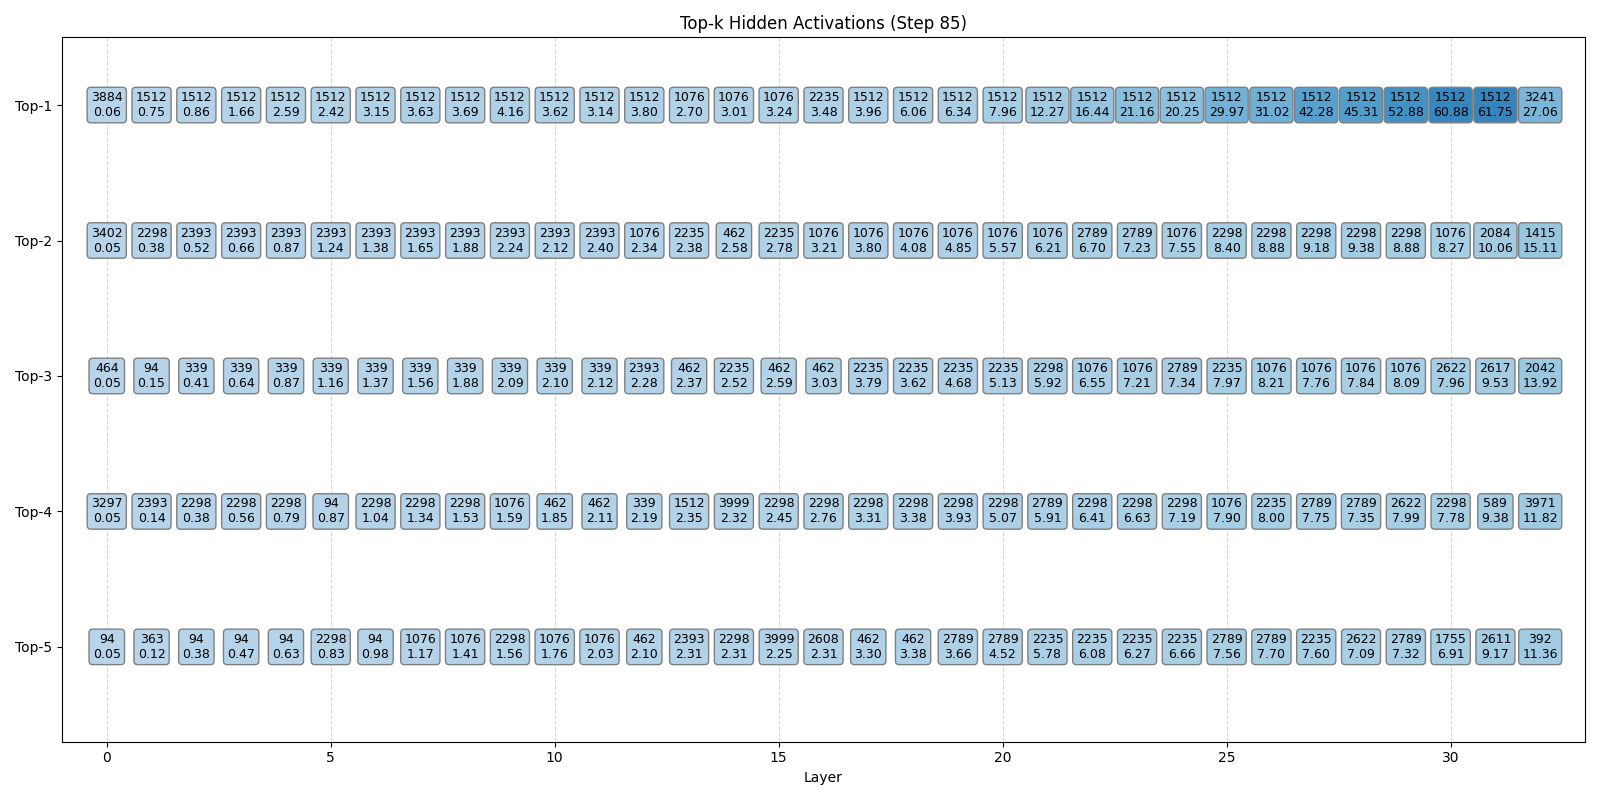 Top-k Hidden Activations (Step 85)
Top-1
3884 1512 1512 1512 1512 1512 1512 1512 1512 1512 1512 1512 1512 1076 1076 1076 2235 1512 1512 1512 1512 1512 1512 1512 1512 1512 1512 1512 1512 1512 1512 1512 3241
0.06 0.75 0.86 1.66 2.59 2.42 3.15 3.63 3.69 4.16 3.62 3.14 3.80 2.70 3.01 3.24 3.48 3.96 6.06 6.34 7.96 12.27 16.44 21.16 20.25 29.97 31.02 42.28 45.31 52.88 60.88 61.75 27.06
Top-2
3402 2298 2393 2393 2393 2393 2393 2393 2393 2393 2393 2393 1076 2235 462 2235 1076 1076 1076 1076 1076 1076 2789 2789 1076 2298 2298 2298 2298 2298 1076 2084 1415
0.05 0.38 0.52 0.66 0.87 1.24 1.38 1.65 1.88 2.24 2.12 2.40 2.34 2.38 2.58 2.78 3.21 3.80 4.08 4.85 5.57 6.21 6.70 7.23 7.55 8.40 8.88 9.18 9.38 8.88 8.27 10.06 15.11
Top-3
464 94 339 339 339 339 339 339 339 339 339 339 2393 462 2235 462 462 2235 2235 2235 2235 2298 1076 1076 2789 2235 1076 1076 1076 1076 2622 2617 2042
0.05 0.15 0.41 0.64 0.87 1.16 1.37 1.56 1.88 2.09 2.10 2.12 2.28 2.37 2.52 2.59 3.03 3.79 3.62 4.68 5.13 5.92 6.55 7.21 7.34 7.97 8.21 7.76 7.84 8.09 7.96 9.53 13.92
Top-4
3297 2393 2298 2298 2298 94 2298 2298 2298 1076 462 462 339 1512 3999 2298 2298 2298 2298 2298 2298 2789 2298 2298 2298 1076 2235 2789 2789 2622 2298 589 3971
0.05 0.14 0.38 0.56 0.79 0.87 1.04 1.34 1.53 1.59 1.85 2.11 2.19 2.35 2.32 2.45 2.76 3.31 3.38 3.93 5.07 5.91 6.41 6.63 7.19 7.90 8.00 7.75 7.35 7.99 7.78 9.38 11.82
Top-5
94 363 94 94 94 2298 94 1076 1076 2298 1076 1076 462 2393 2298 3999 2608 462 462 2789 2789 2235 2235 2235 2235 2789 2789 2235 2622 2789 1755 2611 392
0.05 0.12 0.38 0.47 0.63 0.83 0.98 1.17 1.41 1.56 1.76 2.03 2.10 2.31 2.31 2.25 2.31 3.30 3.38 3.66 4.52 5.78 6.08 6.27 6.66 7.56 7.70 7.60 7.09 7.32 6.91 9.17 11.36
0 5 10 15 20 25 30
Layer